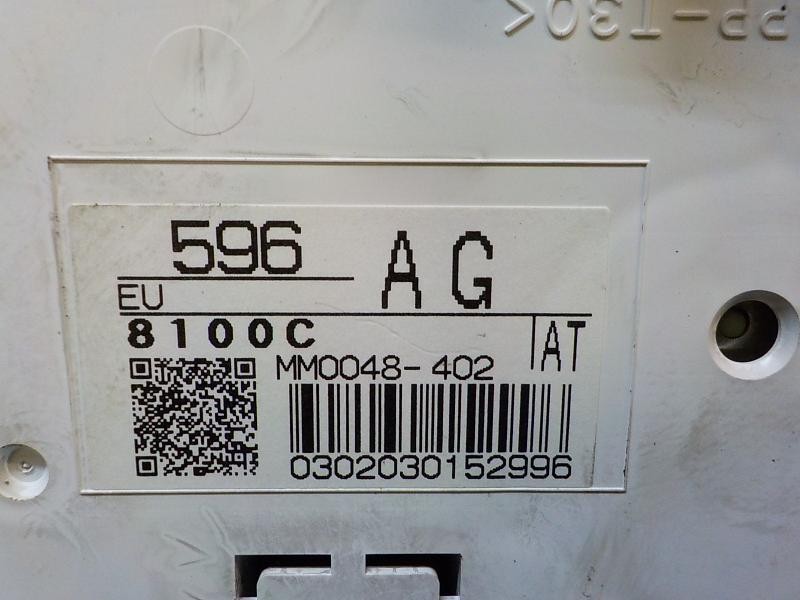 PP-T30<
596
AG
EU
8100C
AT
MM0048-402
0302030152996